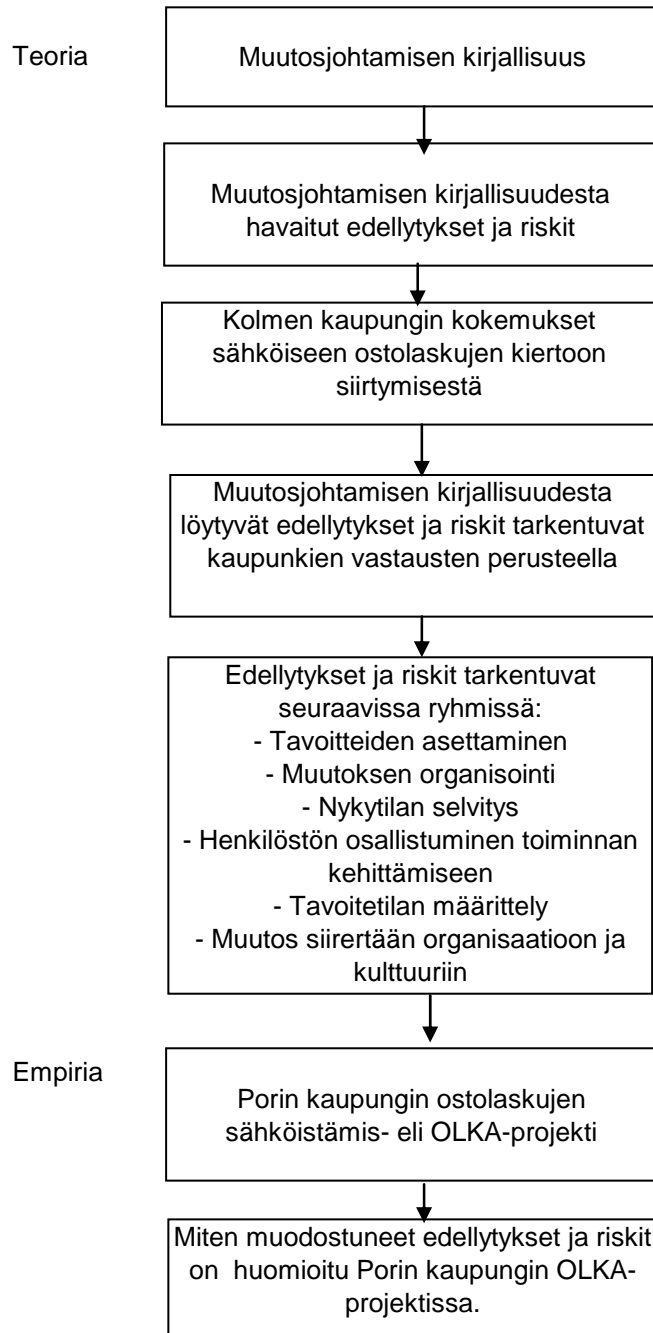 Teoria
Muutosjohtamisen kirjallisuus
Muutosjohtamisen kirjallisuudesta
havaitut edellytykset ja riskit
Kolmen kaupungin kokemukset
sähköiseen ostolaskujen kiertoon
siirtymisestä
Muutosjohtamisen kirjallisuudesta
löytyvät edellytykset ja riskit tarkentuvat
kaupunkien vastausten perusteella
Edellytykset ja riskit tarkentuvat
seuraavissa ryhmissä:
- Tavoitteiden asettaminen
- Muutoksen organisointi
- Nykytilan selvitys
- Henkilöstön osallistuminen toiminnan
kehittämiseen
- Tavoitetilan määrittely
- Muutos siirertään organisaatioon ja
kulttuuriin
Empiria
Porin kaupungin ostolaskujen
sähköistämis- eli OLKA-projekti
Miten muodostuneet edellytykset ja riskit
on huomioitu Porin kaupungin OLKA-
projektissa.